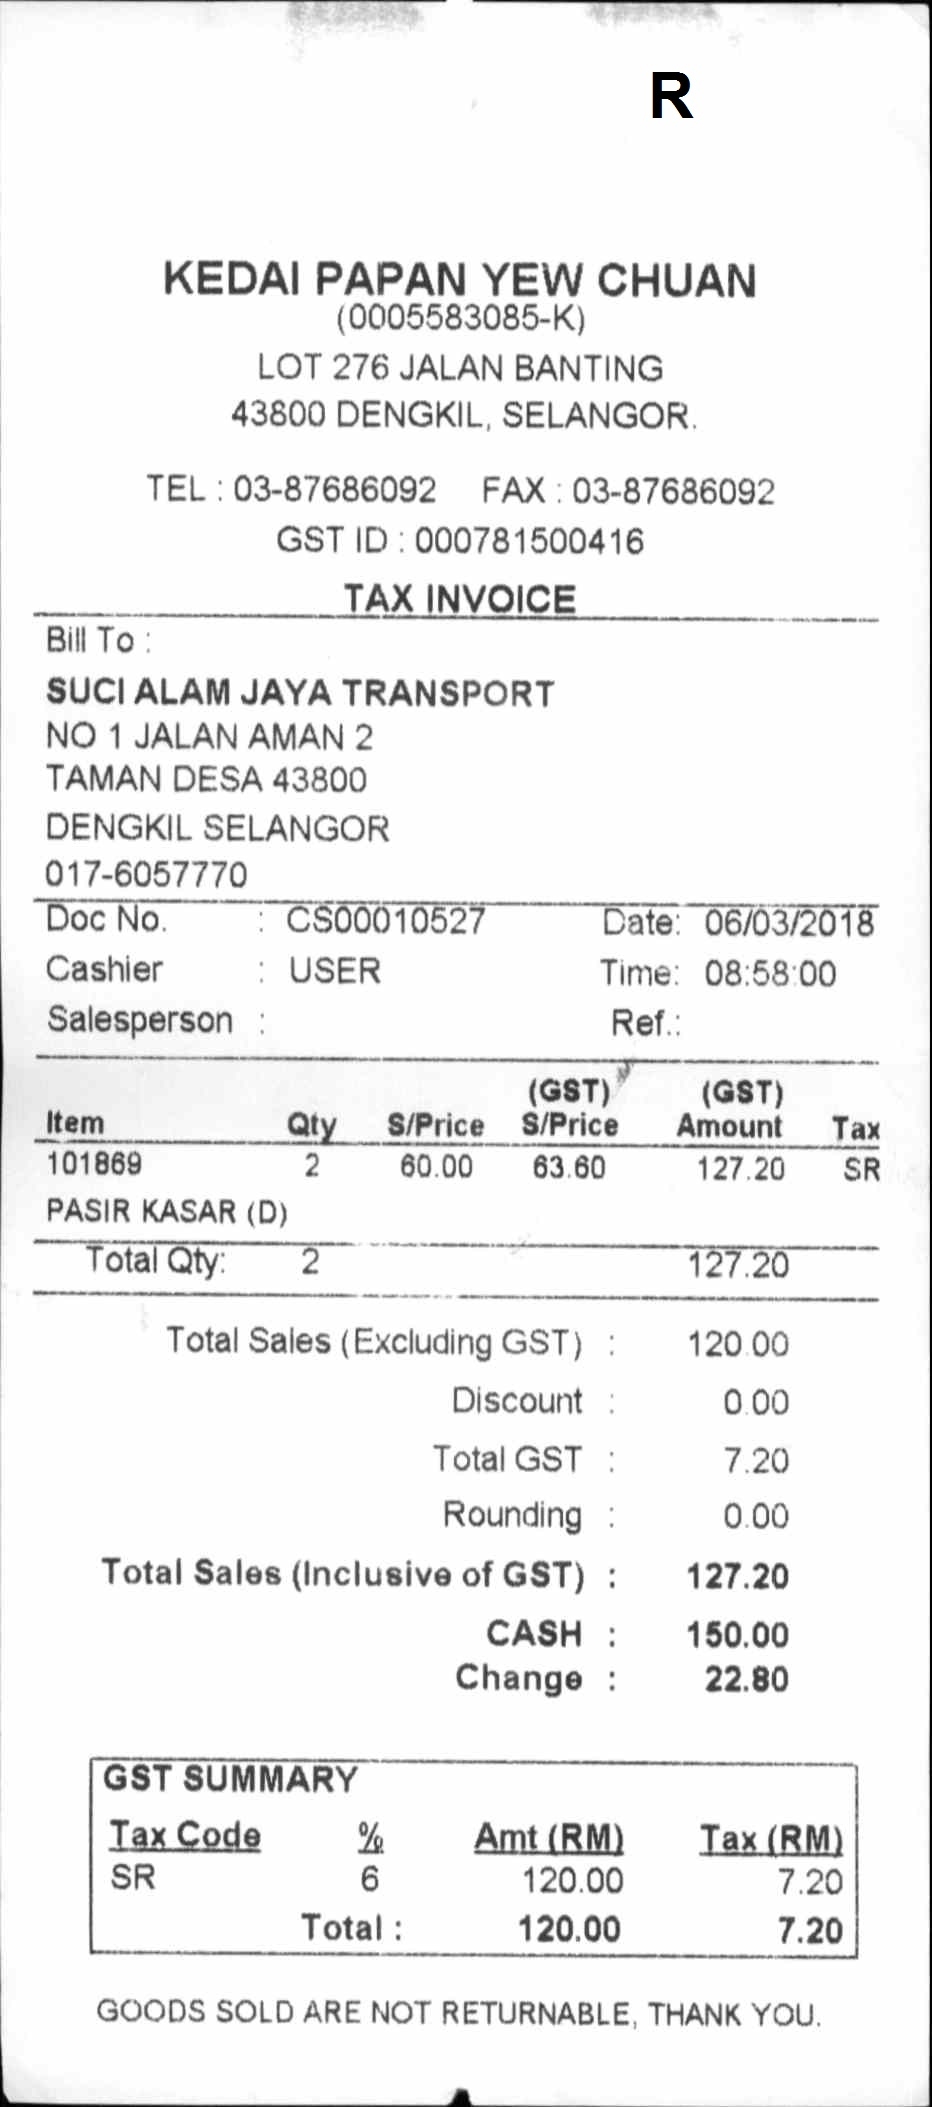 R
KEDAI PAPAN YEW CHUAN
(0005583085-K)
LOT 276 JALAN BANTING
43800 DENGKIL, SELANGOR.
TEL : 03-87686092 FAX : 03-87686092
GST ID : 000781500416
TAX INVOICE
Bill To :
SUCI ALAM JAYA TRANSPORT
NO 1 JALAN AMAN 2
TAMAN DESA 43800
DENGKIL SELANGOR
017-6057770
Doc No. : CS00010527 Date: 06/03/2018
Cashier : USER Time: 08:58:00
Salesperson : Ref.:
(GST) (GST)
Item Qty S/Price S/Price Amount Tax
101869 2 60.00 63.60 127.20 SR
PASIR KASAR (D)
Total Qty: 2 127.20
Total Sales (Excluding GST) : 120.00
Discount : 0.00
Total GST : 7.20
Rounding : 0.00
Total Sales (Inclusive of GST) : 127.20
CASH : 150.00
Change : 22.80
GST SUMMARY
Tax Code % Amt (RM) Tax (RM)
SR 6 120.00 7.20
Total : 120.00 7.20
GOODS SOLD ARE NOT RETURNABLE, THANK YOU.